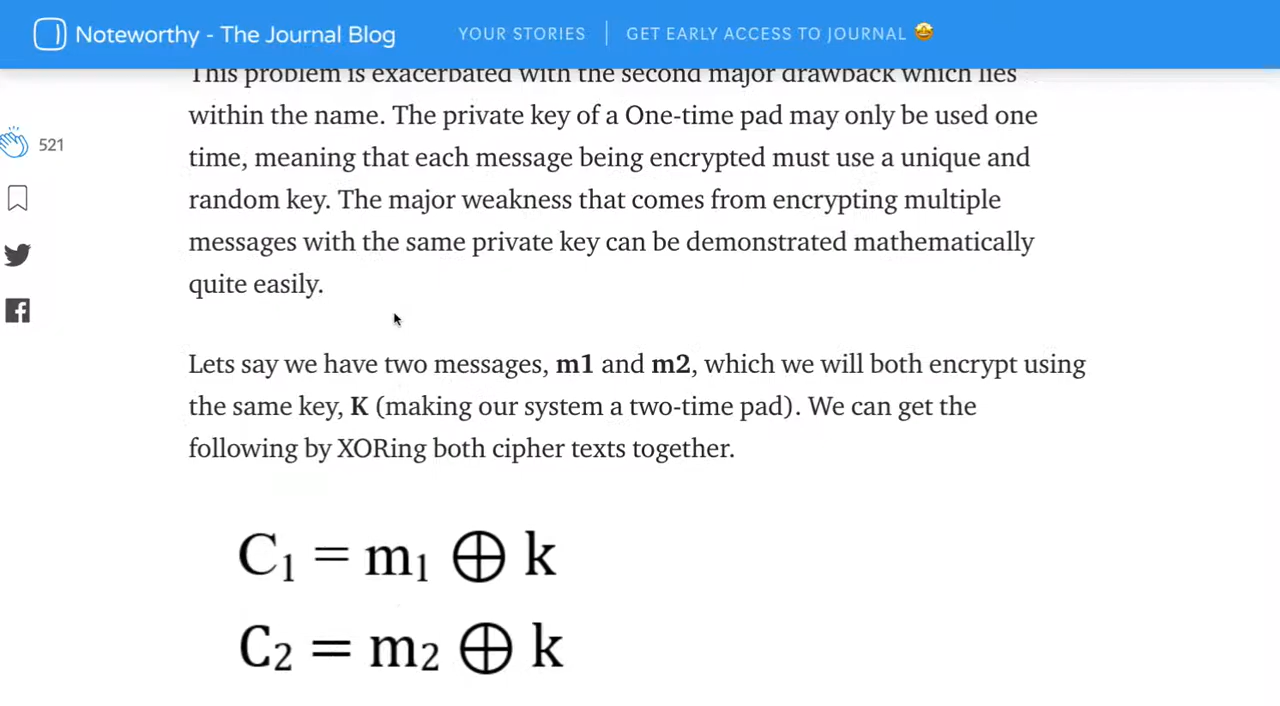 Noteworthy - The Journal Blog YOUR STORIES GET EARLY ACCESS TO JOURNAL 🤩
This problem is exacerbated with the second major drawback which lies
within the name. The private key of a One-time pad may only be used one
521
time, meaning that each message being encrypted must use a unique and
random key. The major weakness that comes from encrypting multiple
messages with the same private key can be demonstrated mathematically
quite easily.
Lets say we have two messages, m1 and m2, which we will both encrypt using
the same key, K (making our system a two-time pad). We can get the
following by XORing both cipher texts together.
C₁ = m₁ ⊕ k
C₂ = m₂ ⊕ k